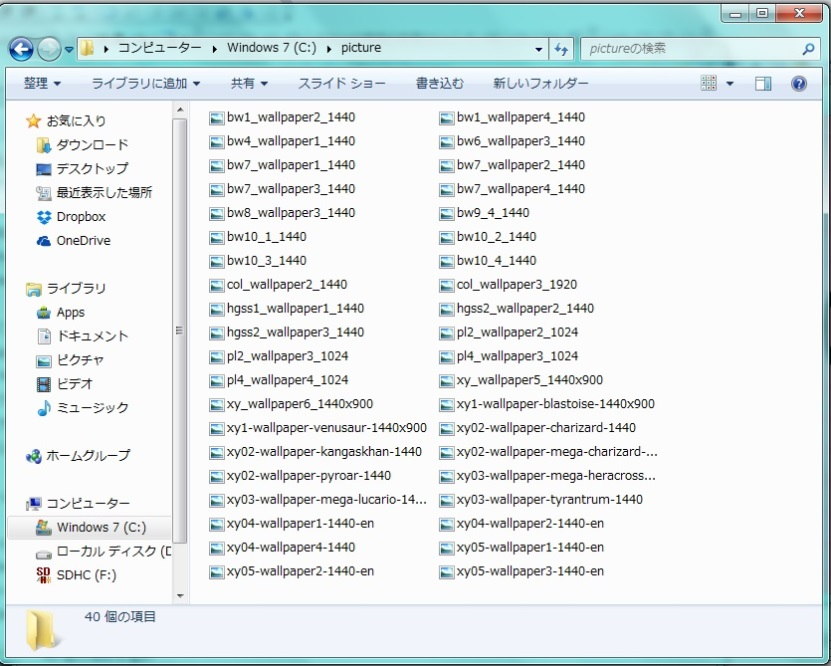 コンピューター ▸ Windows 7 (C:) ▸ picture
pictureの検索
整理 ライブラリに追加 共有 スライド ショー 書き込む 新しいフォルダー
お気に入り
ダウンロード
デスクトップ
最近表示した場所
Dropbox
OneDrive
ライブラリ
Apps
ドキュメント
ピクチャ
ビデオ
ミュージック
ホームグループ
コンピューター
Windows 7 (C:)
ローカル ディスク (D
SDHC (F:)
bw1_wallpaper2_1440 bw1_wallpaper4_1440
bw4_wallpaper1_1440 bw6_wallpaper3_1440
bw7_wallpaper1_1440 bw7_wallpaper2_1440
bw7_wallpaper3_1440 bw7_wallpaper4_1440
bw8_wallpaper3_1440 bw9_4_1440
bw10_1_1440 bw10_2_1440
bw10_3_1440 bw10_4_1440
col_wallpaper2_1440 col_wallpaper3_1920
hgss1_wallpaper1_1440 hgss2_wallpaper2_1440
hgss2_wallpaper3_1440 pl2_wallpaper2_1024
pl2_wallpaper3_1024 pl4_wallpaper3_1024
pl4_wallpaper4_1024 xy_wallpaper5_1440x900
xy_wallpaper6_1440x900 xy1-wallpaper-blastoise-1440x900
xy1-wallpaper-venusaur-1440x900 xy02-wallpaper-charizard-1440
xy02-wallpaper-kangaskhan-1440 xy02-wallpaper-mega-charizard-...
xy02-wallpaper-pyroar-1440 xy03-wallpaper-mega-heracross...
xy03-wallpaper-mega-lucario-14... xy03-wallpaper-tyrantrum-1440
xy04-wallpaper1-1440-en xy04-wallpaper2-1440-en
xy04-wallpaper4-1440 xy05-wallpaper1-1440-en
xy05-wallpaper2-1440-en xy05-wallpaper3-1440-en
40 個の項目